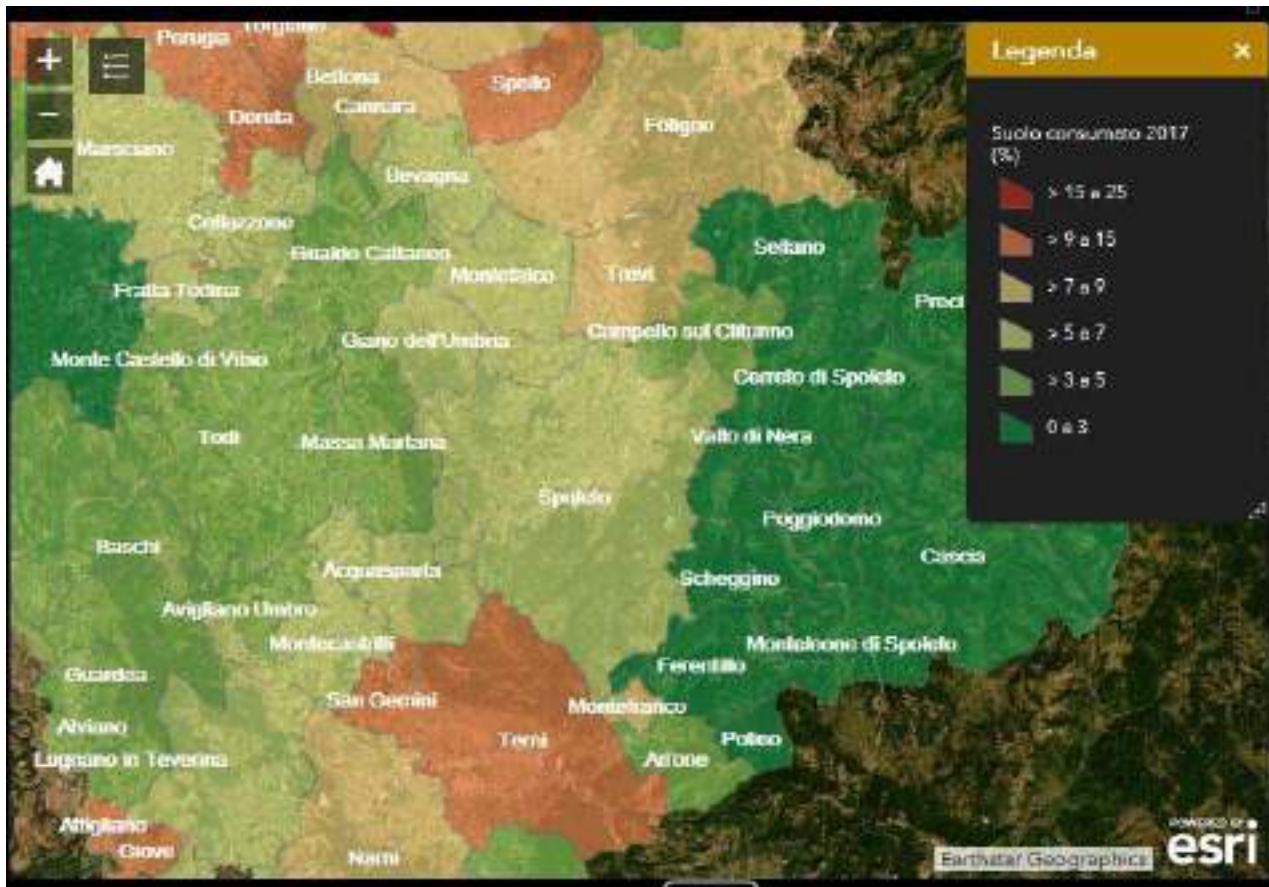 Torgiano
Perugia
Legenda
Bettona
Spello
Cannara
Deruta
Foligno
Suolo consumato 2017
(%)
Marsciano
Bevagna
> 15 a 25
Collazzone
> 9 a 15
Gualdo Cattaneo
Sellano
Montefalco
Trevi
Fratta Todina
> 7 a 9
Preci
Campello sul Clitunno
Giano dell'Umbria
> 5 a 7
Monte Castello di Vibio
Cerreto di Spoleto
> 3 a 5
0 a 3
Todi
Massa Martana
Vallo di Nera
Spoleto
Poggiodomo
Baschi
Cascia
Acquasparta
Scheggino
Avigliano Umbro
Montecastrilli
Monteleone di Spoleto
Ferentillo
Guardea
San Gemini
Montefranco
Alviano
Terni
Polino
Lugnano in Teverina
Arrone
Attigliano
Giove
Narni
POWERED BY
esri
Earthstar Geographics